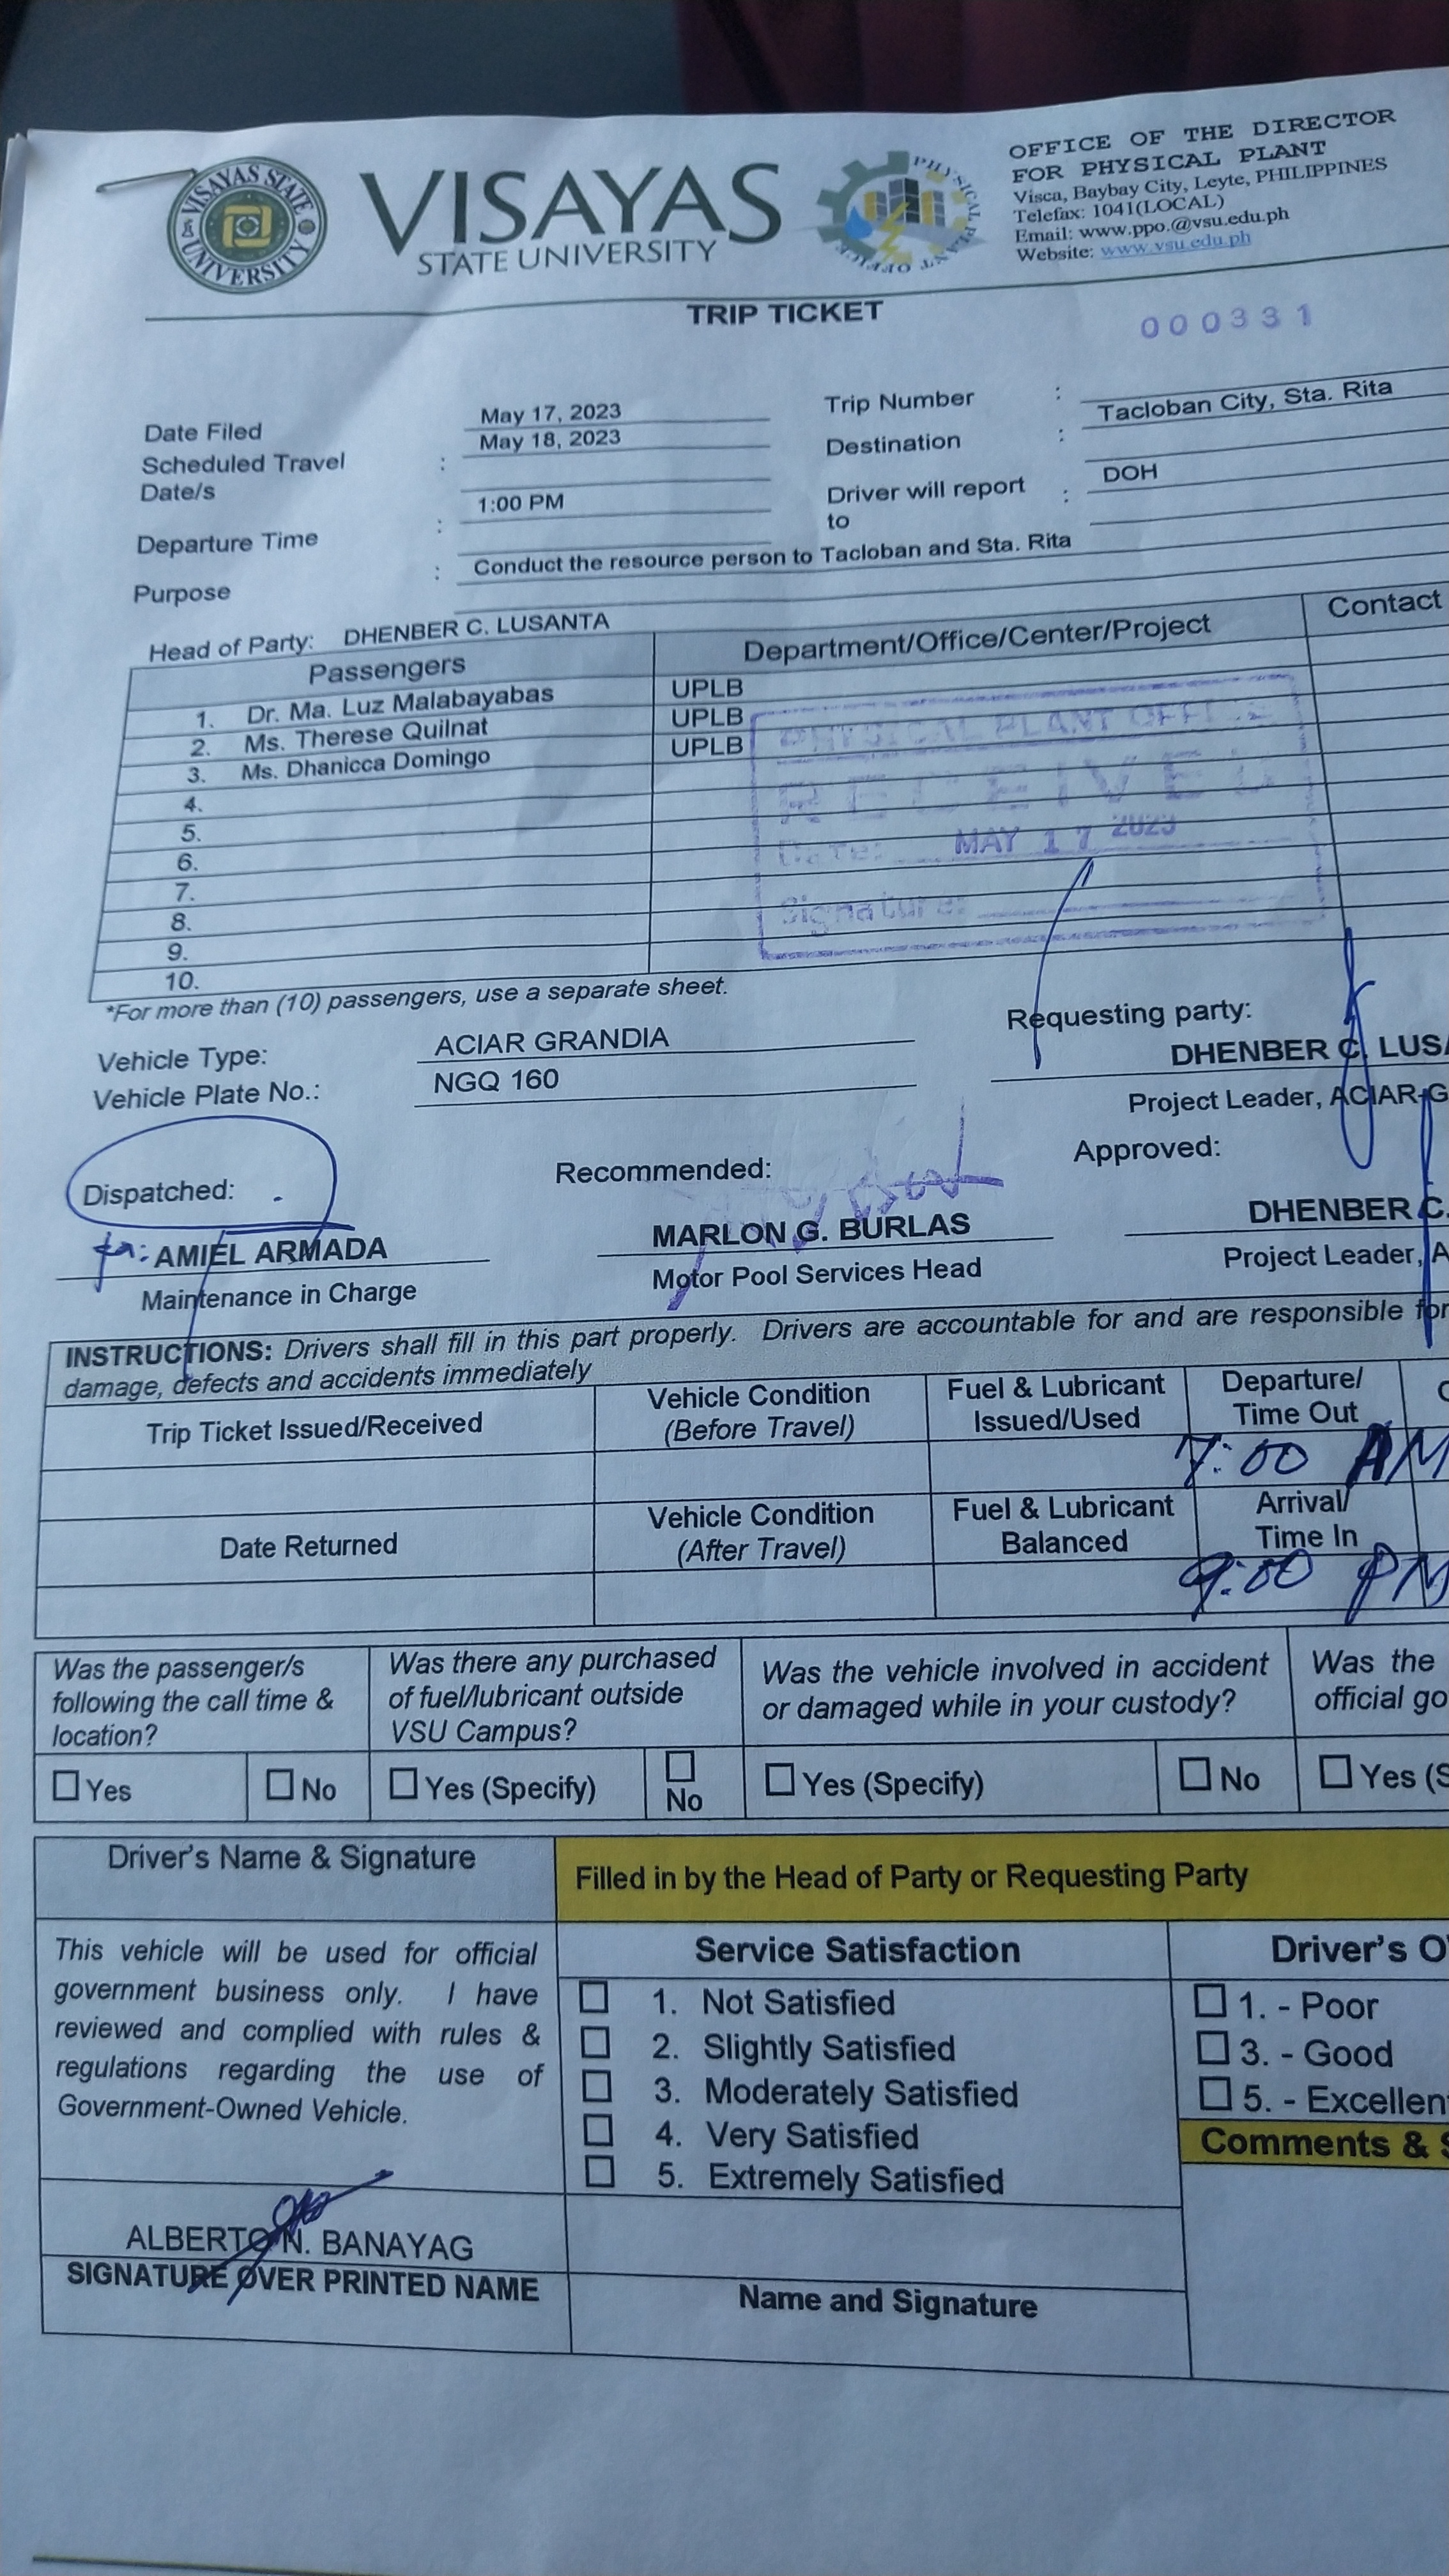 VISAYAS STATE UNIVERSITY
VISAYAS
STATE UNIVERSITY
PHYSICAL PLANT OFFICE
OFFICE OF THE DIRECTOR
FOR PHYSICAL PLANT
Visca, Baybay City, Leyte, PHILIPPINES
Telefax: 1041(LOCAL)
Email: www.ppo.@vsu.edu.ph
Website: www.vsu.edu.ph
TRIP TICKET
000331
Date Filed May 17, 2023 Trip Number :
Scheduled Travel Date/s : May 18, 2023 Destination : Tacloban City, Sta. Rita
Departure Time : 1:00 PM Driver will report to : DOH
Purpose : Conduct the resource person to Tacloban and Sta. Rita
Head of Party: DHENBER C. LUSANTA
Passengers Department/Office/Center/Project Contact
1. Dr. Ma. Luz Malabayabas UPLB
2. Ms. Therese Quilnat UPLB
3. Ms. Dhanicca Domingo UPLB
4.
5.
6.
7.
8.
9.
10.
PHYSICAL PLANT OFFICE
RECEIVED
Date: MAY 17 2023
Signature:
*For more than (10) passengers, use a separate sheet.
Vehicle Type: ACIAR GRANDIA
Vehicle Plate No.: NGQ 160
Requesting party:
DHENBER C. LUSA
Project Leader, ACIAR-G
Dispatched: Recommended: Approved:
for: AMIEL ARMADA MARLON G. BURLAS DHENBER C.
Maintenance in Charge Motor Pool Services Head Project Leader, A
INSTRUCTIONS: Drivers shall fill in this part properly. Drivers are accountable for and are responsible for
damage, defects and accidents immediately
Trip Ticket Issued/Received Vehicle Condition (Before Travel) Fuel & Lubricant Issued/Used Departure/ Time Out
7:00 AM
Date Returned Vehicle Condition (After Travel) Fuel & Lubricant Balanced Arrival/ Time In
9:00 PM
Was the passenger/s following the call time & location?
Was there any purchased of fuel/lubricant outside VSU Campus?
Was the vehicle involved in accident or damaged while in your custody?
Was the
official go
Yes No Yes (Specify) No Yes (Specify) No Yes (S
Driver's Name & Signature
Filled in by the Head of Party or Requesting Party
This vehicle will be used for official
government business only. I have
reviewed and complied with rules &
regulations regarding the use of
Government-Owned Vehicle.
ALBERTO N. BANAYAG
SIGNATURE OVER PRINTED NAME
Service Satisfaction
1. Not Satisfied
2. Slightly Satisfied
3. Moderately Satisfied
4. Very Satisfied
5. Extremely Satisfied
Name and Signature
Driver's O
1. - Poor
3. - Good
5. - Excellen
Comments & S